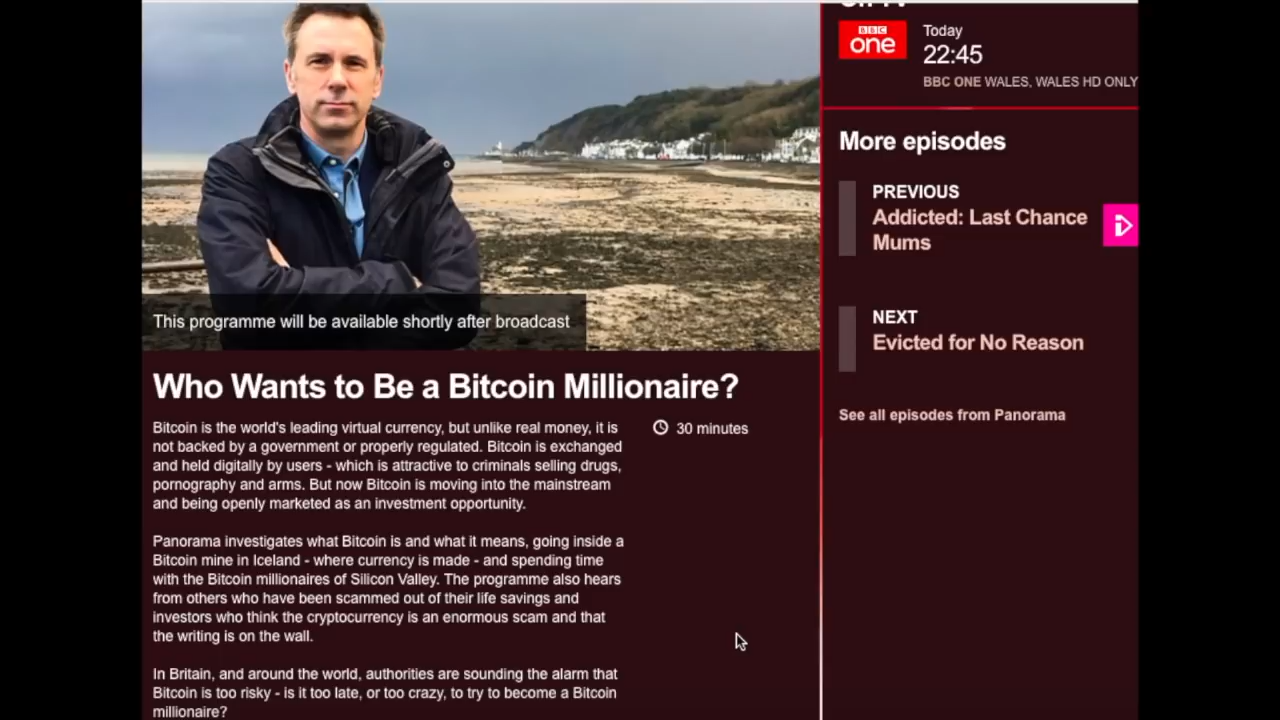 This programme will be available shortly after broadcast
Who Wants to Be a Bitcoin Millionaire?
Bitcoin is the world's leading virtual currency, but unlike real money, it is
not backed by a government or properly regulated. Bitcoin is exchanged
and held digitally by users - which is attractive to criminals selling drugs,
pornography and arms. But now Bitcoin is moving into the mainstream
and being openly marketed as an investment opportunity.
Panorama investigates what Bitcoin is and what it means, going inside a
Bitcoin mine in Iceland - where currency is made - and spending time
with the Bitcoin millionaires of Silicon Valley. The programme also hears
from others who have been scammed out of their life savings and
investors who think the cryptocurrency is an enormous scam and that
the writing is on the wall.
In Britain, and around the world, authorities are sounding the alarm that
Bitcoin is too risky - is it too late, or too crazy, to try to become a Bitcoin
millionaire?
30 minutes
BBC
one
Today
22:45
BBC ONE WALES, WALES HD ONLY
More episodes
PREVIOUS
Addicted: Last Chance
Mums
NEXT
Evicted for No Reason
See all episodes from Panorama